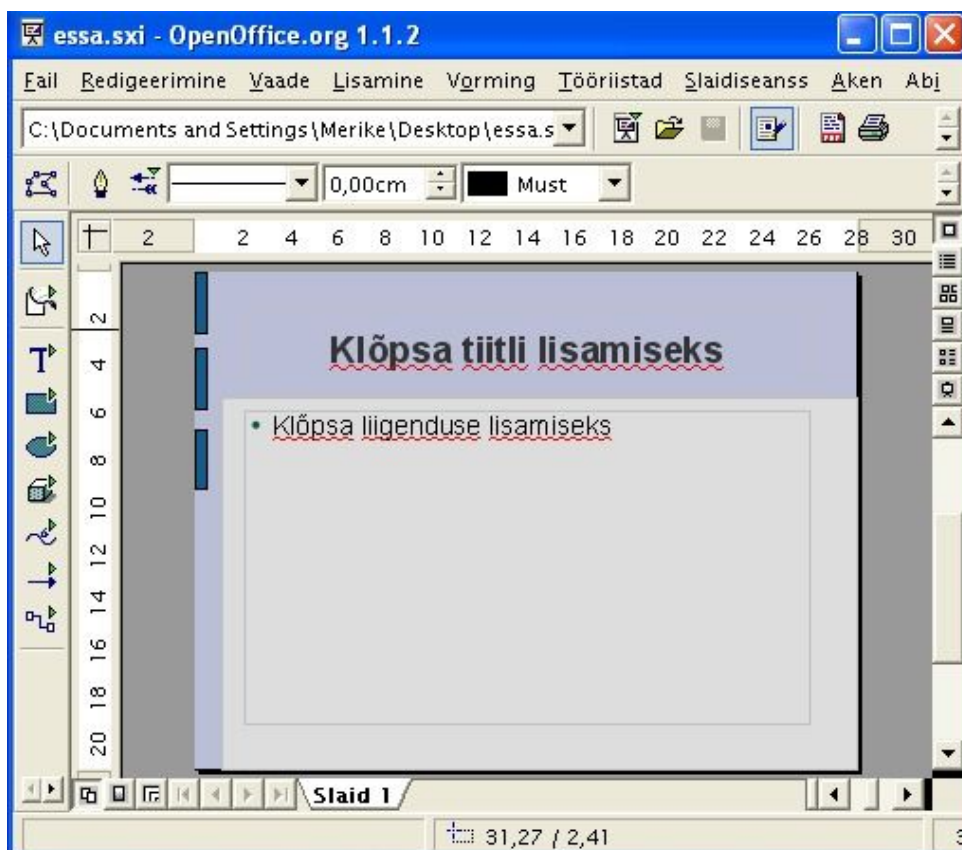 essa.sxi - OpenOffice.org 1.1.2
Fail Redigeerimine Vaade Lisamine Vorming Tööriistad Slaidiseanss Aken Abi
C:\Documents and Settings\Merike\Desktop\essa.s
0,00cm Must
2 2 4 6 8 10 12 14 16 18 20 22 24 26 28 30
2
4
6
8
10
12
14
16
18
20
Klõpsa tiitli lisamiseks
• Klõpsa liigenduse lisamiseks
Slaid 1
31,27 / 2,41